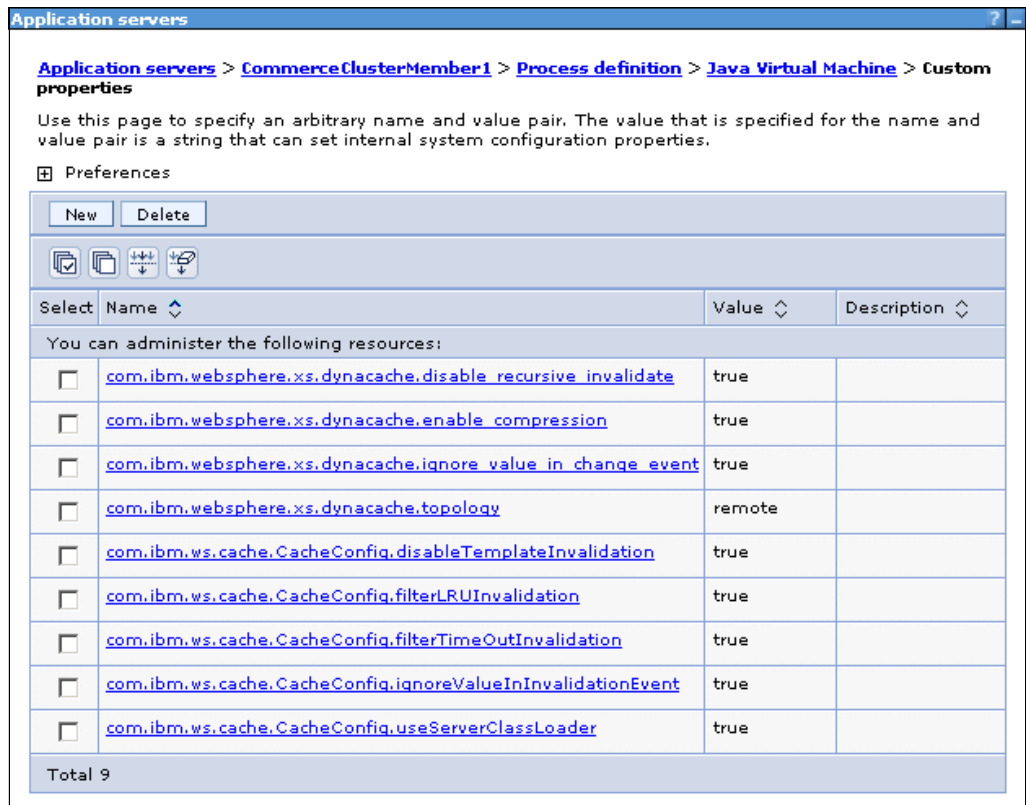 Application servers ? _
Application servers > CommerceClusterMember1 > Process definition > Java Virtual Machine > Custom
properties
Use this page to specify an arbitrary name and value pair. The value that is specified for the name and
value pair is a string that can set internal system configuration properties.
Preferences
New Delete
Select Name Value Description
You can administer the following resources:
com.ibm.websphere.xs.dynacache.disable_recursive_invalidate true
com.ibm.websphere.xs.dynacache.enable_compression true
com.ibm.websphere.xs.dynacache.ignore_value_in_change_event true
com.ibm.websphere.xs.dynacache.topology remote
com.ibm.ws.cache.CacheConfig.disableTemplateInvalidation true
com.ibm.ws.cache.CacheConfig.filterLRUInvalidation true
com.ibm.ws.cache.CacheConfig.filterTimeOutInvalidation true
com.ibm.ws.cache.CacheConfig.ignoreValueInInvalidationEvent true
com.ibm.ws.cache.CacheConfig.useServerClassLoader true
Total 9